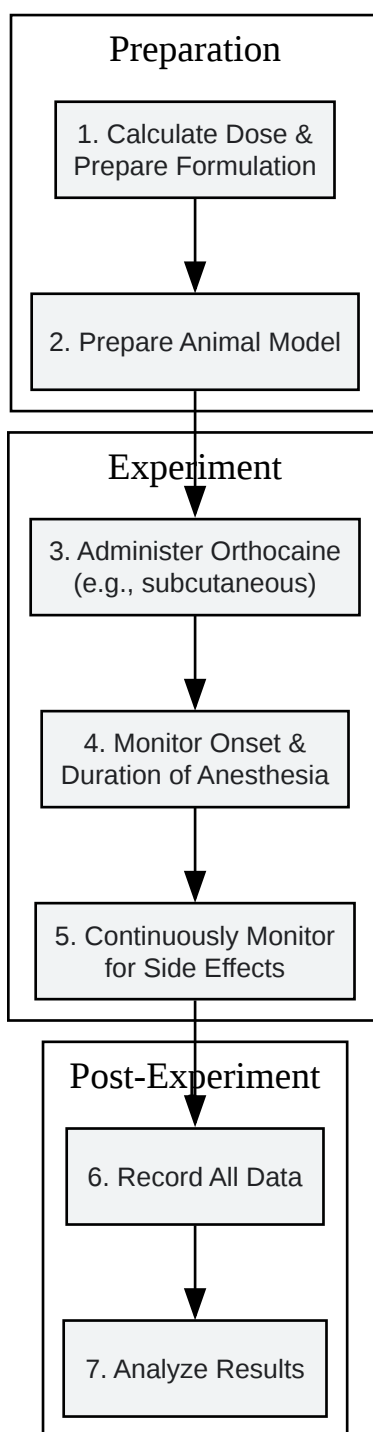 Preparation
1. Calculate Dose &
Prepare Formulation
2. Prepare Animal Model
Experiment
3. Administer Orthocaine
(e.g., subcutaneous)
4. Monitor Onset &
Duration of Anesthesia
5. Continuously Monitor
for Side Effects
Post-Experiment
6. Record All Data
7. Analyze Results